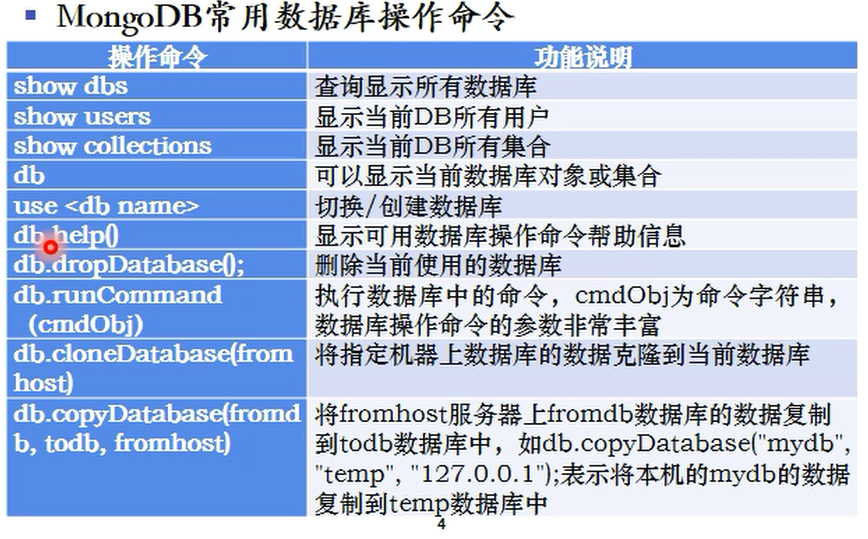 MongoDB常用数据库操作命令
操作命令 功能说明
show dbs 查询显示所有数据库
show users 显示当前DB所有用户
show collections 显示当前DB所有集合
db 可以显示当前数据库对象或集合
use <db name> 切换/创建数据库
db.help() 显示可用数据库操作命令帮助信息
db.dropDatabase(); 删除当前使用的数据库
db.runCommand
(cmdObj)
执行数据库中的命令，cmdObj为命令字符串，
数据库操作命令的参数非常丰富
db.cloneDatabase(from
host)
将指定机器上数据库的数据克隆到当前数据库
db.copyDatabase(fromd
b, todb, fromhost)
将fromhost服务器上fromdb数据库的数据复制
到todb数据库中，如db.copyDatabase("mydb",
"temp", "127.0.0.1");表示将本机的mydb的数据
复制到temp数据库中
4